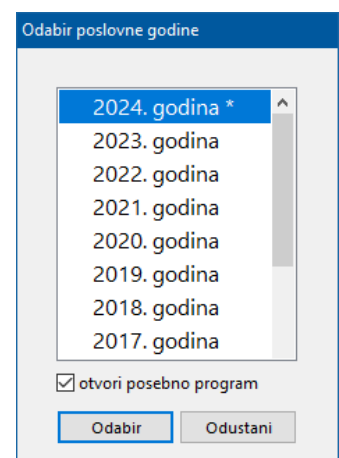 Odabir poslovne godine
2024. godina *
2023. godina
2022. godina
2021. godina
2020. godina
2019. godina
2018. godina
2017. godina
otvori posebno program
Odabir Odustani